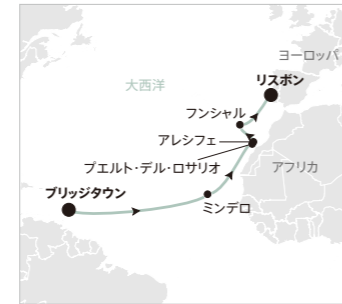 ヨーロッパ
リスボン
大西洋
フンシャル
アレシフェ
プエルト・デル・ロサリオ
アフリカ
ブリッジタウン
ミンデロ